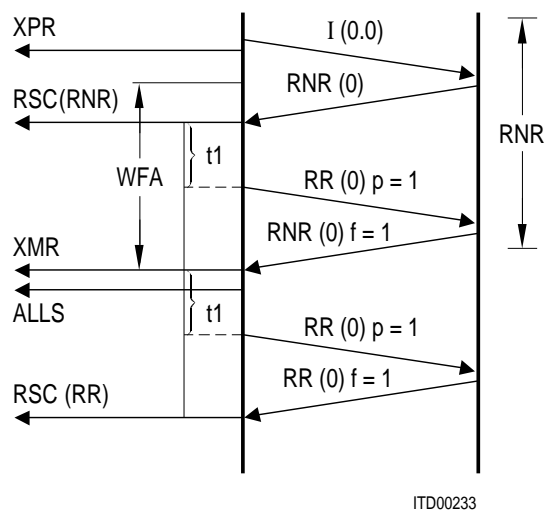 XPR
I (0.0)
RNR (0)
RSC(RNR)
RNR
t1
WFA
RR (0) p = 1
RNR (0) f = 1
XMR
ALLS
t1
RR (0) p = 1
RR (0) f = 1
RSC (RR)
ITD00233